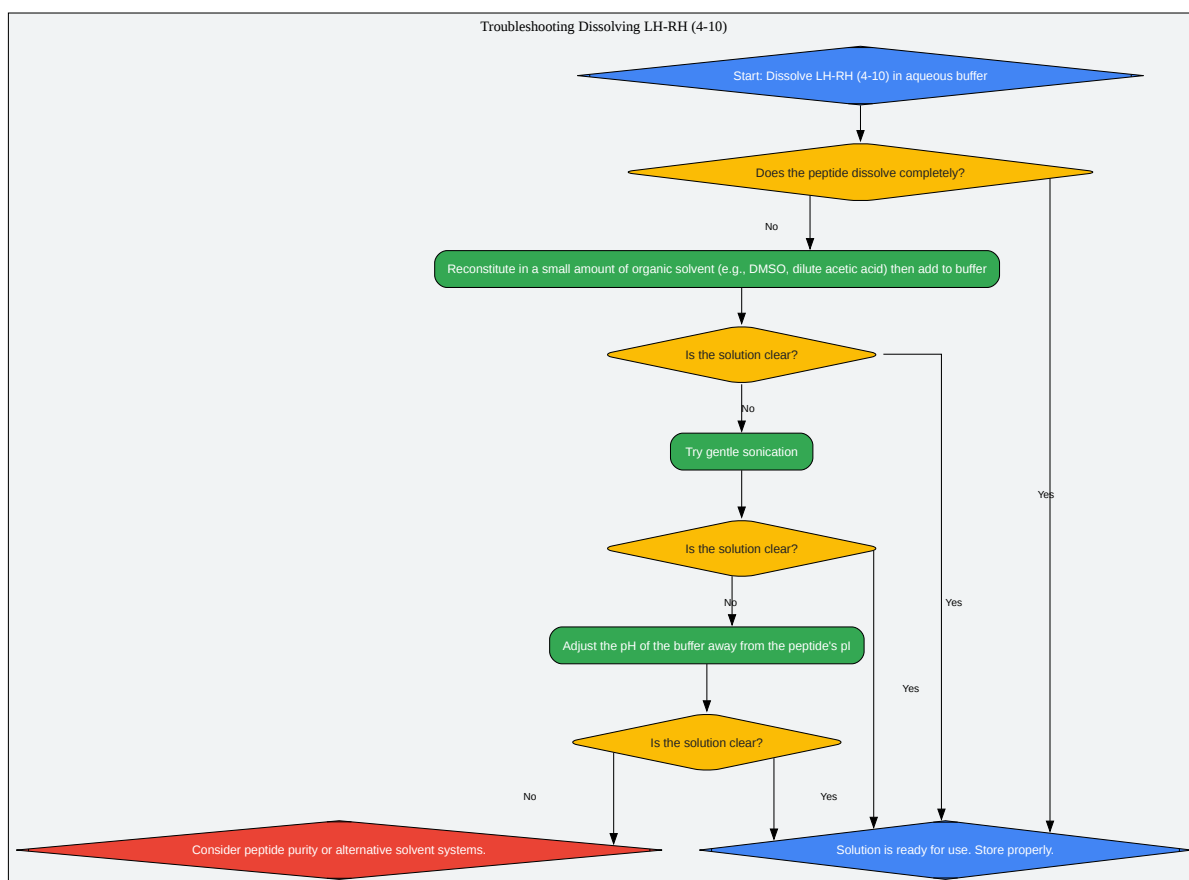 Troubleshooting Dissolving LH-RH (4-10)
Start: Dissolve LH-RH (4-10) in aqueous buffer
Does the peptide dissolve completely?
No
Reconstitute in a small amount of organic solvent (e.g., DMSO, dilute acetic acid) then add to buffer
Is the solution clear?
No
Try gentle sonication
Yes
Is the solution clear?
No
Yes
Adjust the pH of the buffer away from the peptide's pI
Yes
Is the solution clear?
No
Yes
Consider peptide purity or alternative solvent systems.
Solution is ready for use. Store properly.